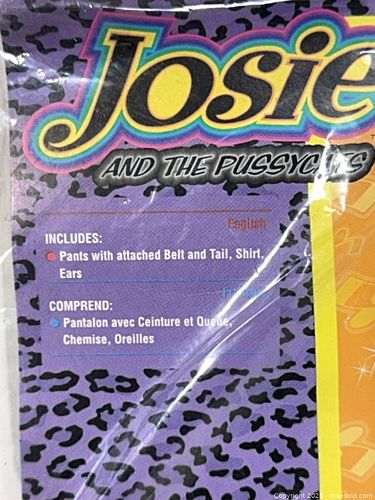 Josie
AND THE PUSSYCATS
English
INCLUDES:
Pants with attached Belt and Tail, Shirt,
Ears
COMPREND:
Pantalon avec Ceinture et Queue,
Chemise, Oreilles